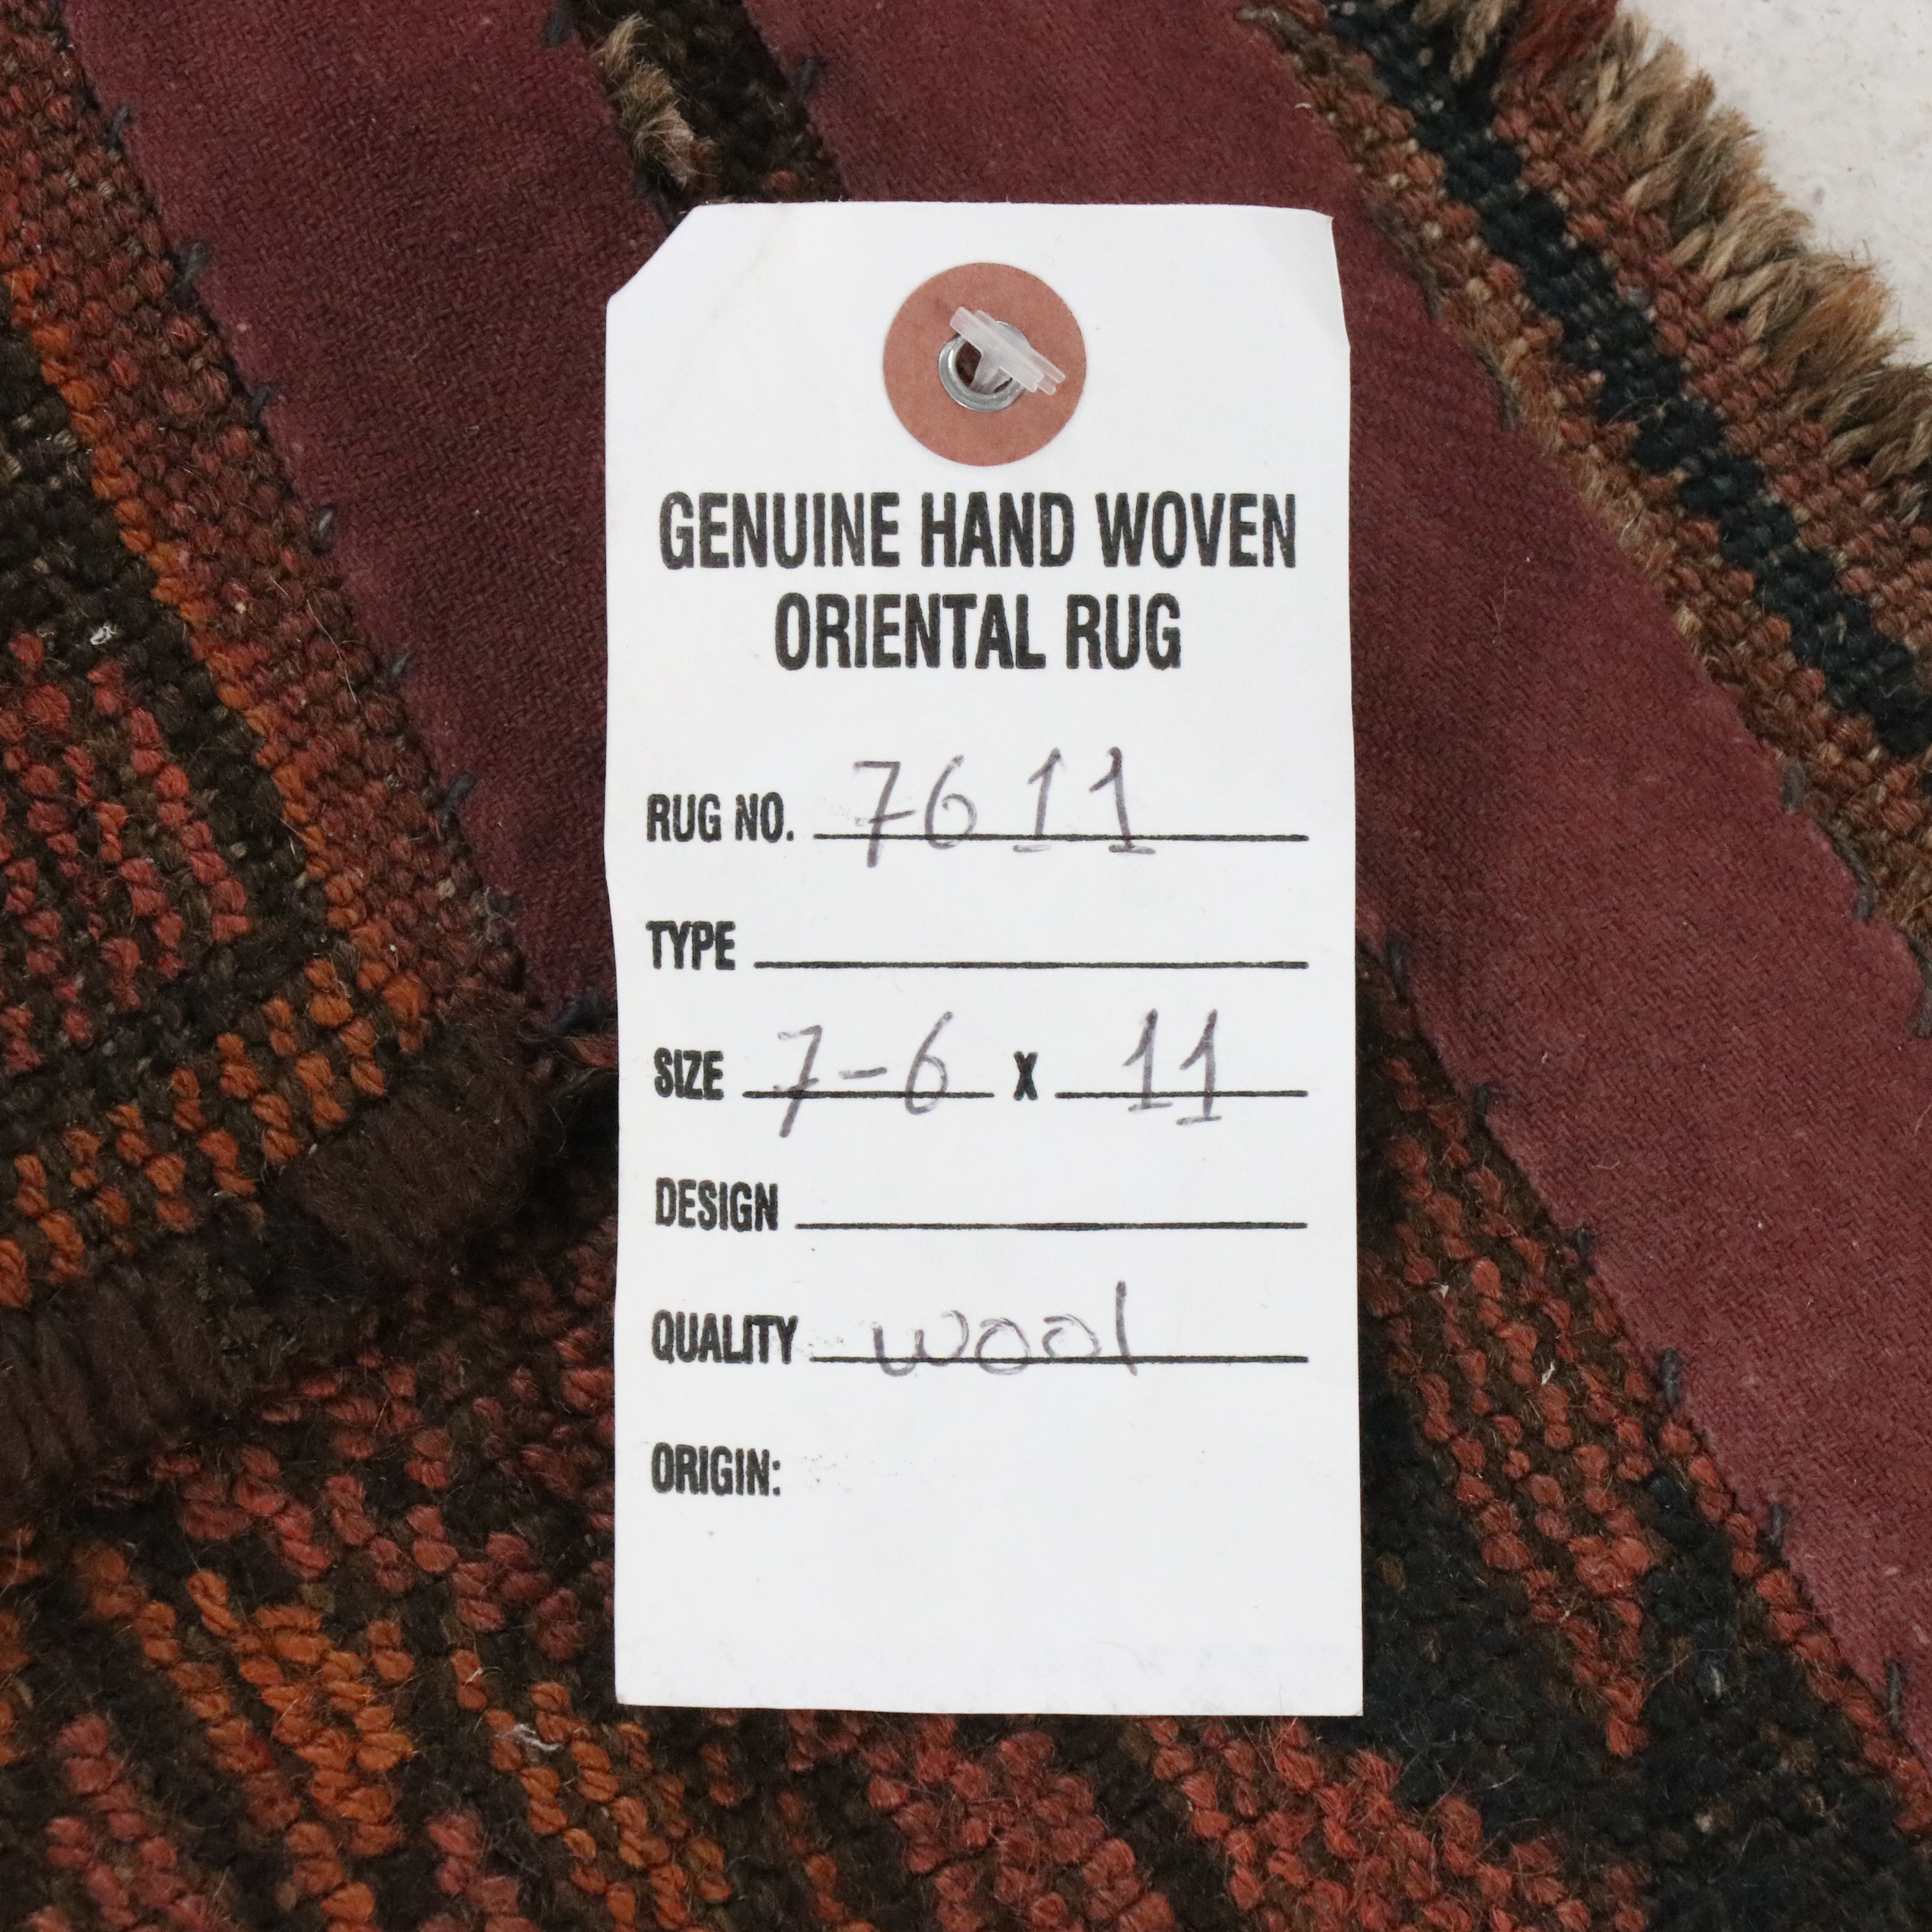 GENUINE HAND WOVEN
ORIENTAL RUG
RUG NO. 7611
TYPE
SIZE 7-6 X 11
DESIGN
QUALITY wool
ORIGIN: